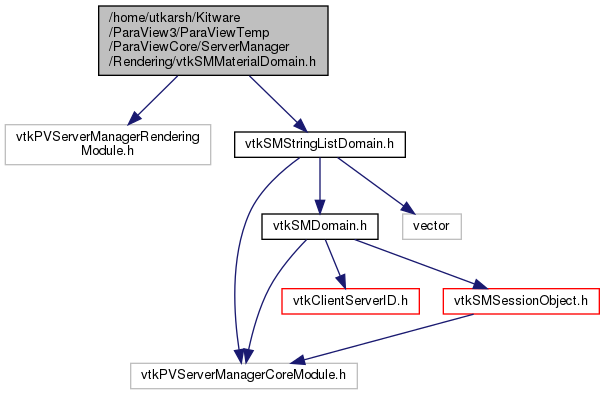 /home/utkarsh/Kitware
/ParaView3/ParaViewTemp
/ParaViewCore/ServerManager
/Rendering/vtkSMMaterialDomain.h
vtkPVServerManagerRendering
Module.h
vtkSMStringListDomain.h
vtkSMDomain.h
vector
vtkClientServerID.h
vtkSMSessionObject.h
vtkPVServerManagerCoreModule.h